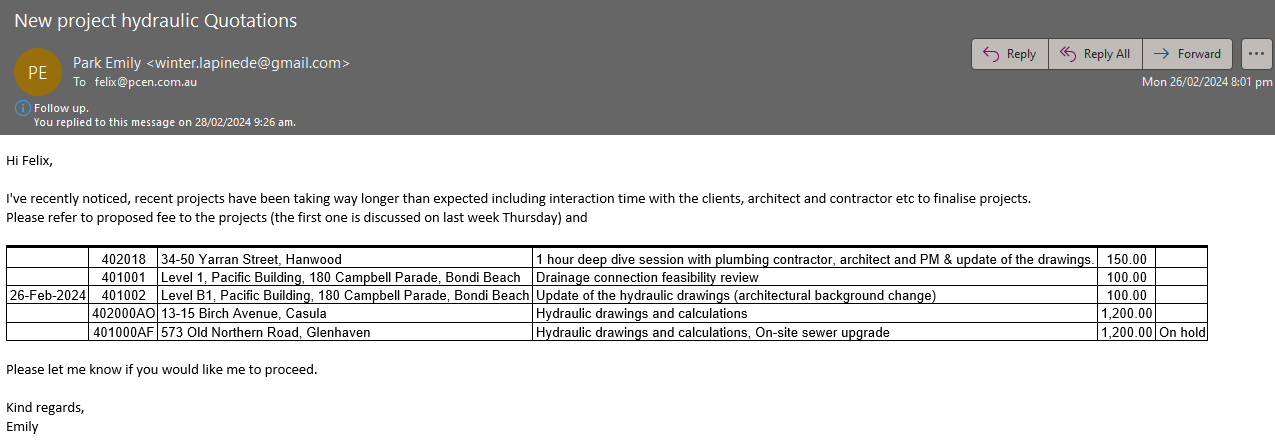 New project hydraulic Quotations
PE
Park Emily <winter.lapinede@gmail.com>
To felix@pcen.com.au
Reply
Reply All
Forward
Mon 26/02/2024 8:01 pm
Follow up.
You replied to this message on 28/02/2024 9:26 am.
Hi Felix,
I've recently noticed, recent projects have been taking way longer than expected including interaction time with the clients, architect and contractor etc to finalise projects.
Please refer to proposed fee to the projects (the first one is discussed on last week Thursday) and
402018 34-50 Yarran Street, Hanwood 1 hour deep dive session with plumbing contractor, architect and PM & update of the drawings. 150.00
401001 Level 1, Pacific Building, 180 Campbell Parade, Bondi Beach Drainage connection feasibility review 100.00
26-Feb-2024 401002 Level B1, Pacific Building, 180 Campbell Parade, Bondi Beach Update of the hydraulic drawings (architectural background change) 100.00
402000AO 13-15 Birch Avenue, Casula Hydraulic drawings and calculations 1,200.00
401000AF 573 Old Northern Road, Glenhaven Hydraulic drawings and calculations, On-site sewer upgrade 1,200.00 On hold
Please let me know if you would like me to proceed.
Kind regards,
Emily